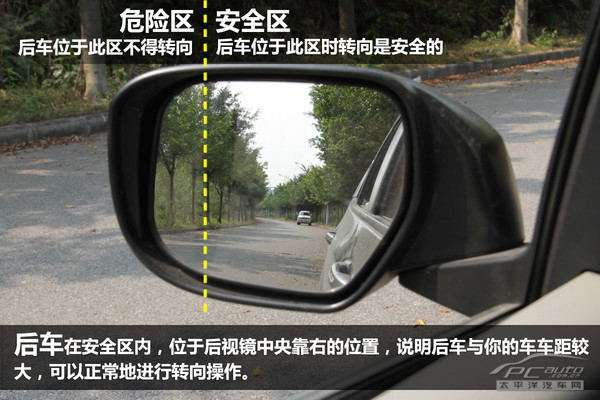 危险区
后车位于此区不得转向
安全区
后车位于此区时转向是安全的
后车在安全区内，位于后视镜中央靠右的位置，说明后车与你的车车距较
大，可以正常地进行转向操作。
PCauto
.com.cn
太平洋汽车网